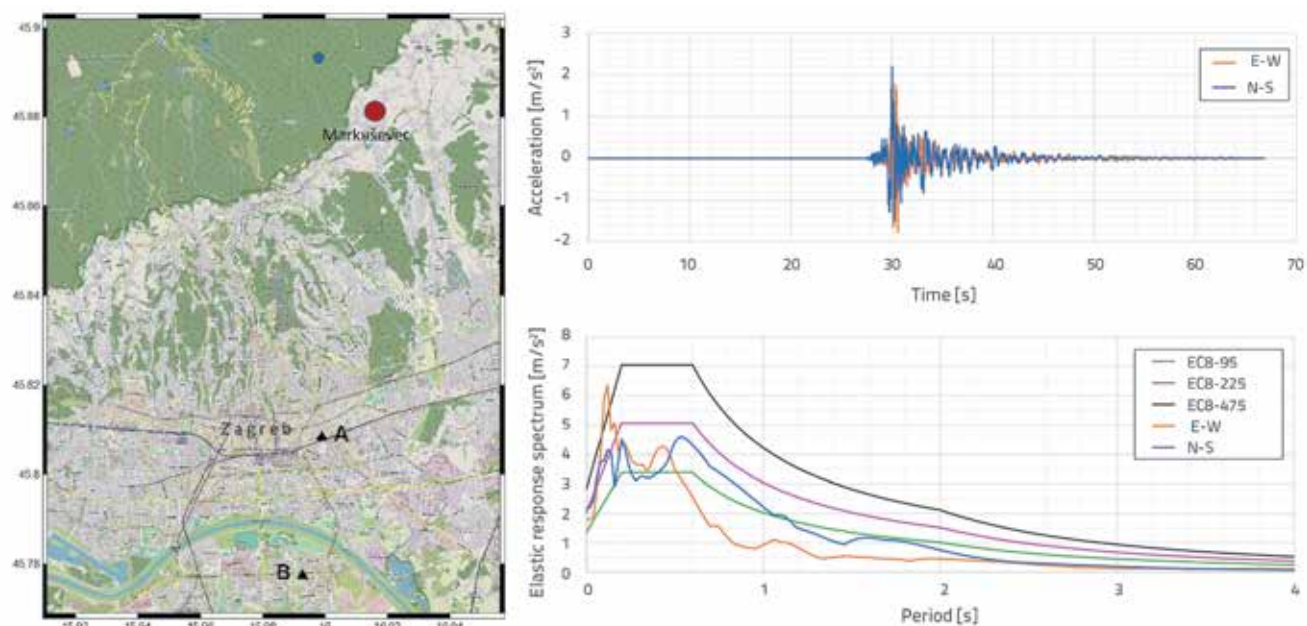 45.9
45.88
Markuševec
45.86
45.84
45.82
Zagreb
A
45.8
45.78
B
Acceleration [m/s²]
3
2
1
0
-1
-2
0
10
20
30
40
50
60
70
Time [s]
E-W
N-S
Elastic response spectrum [m/s²]
8
7
6
5
4
3
2
1
0
0
1
2
3
4
Period [s]
EC8-95
EC8-225
EC8-475
E-W
N-S